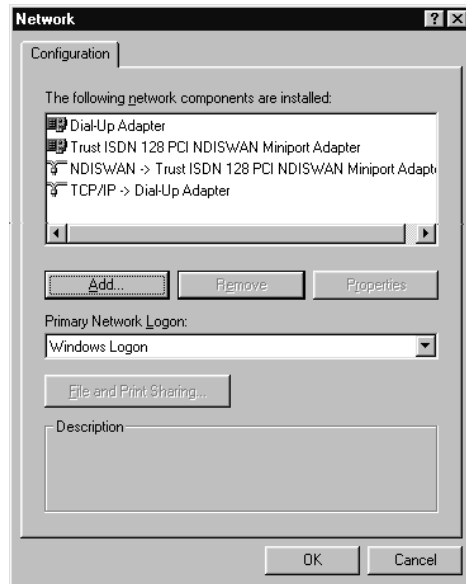 Network
Configuration
The following network components are installed:
Dial-Up Adapter
Trust ISDN 128 PCI NDISWAN Miniport Adapter
NDISWAN -> Trust ISDN 128 PCI NDISWAN Miniport Adapt
TCP/IP -> Dial-Up Adapter
Add... Remove Properties
Primary Network Logon:
Windows Logon
File and Print Sharing...
Description
OK Cancel